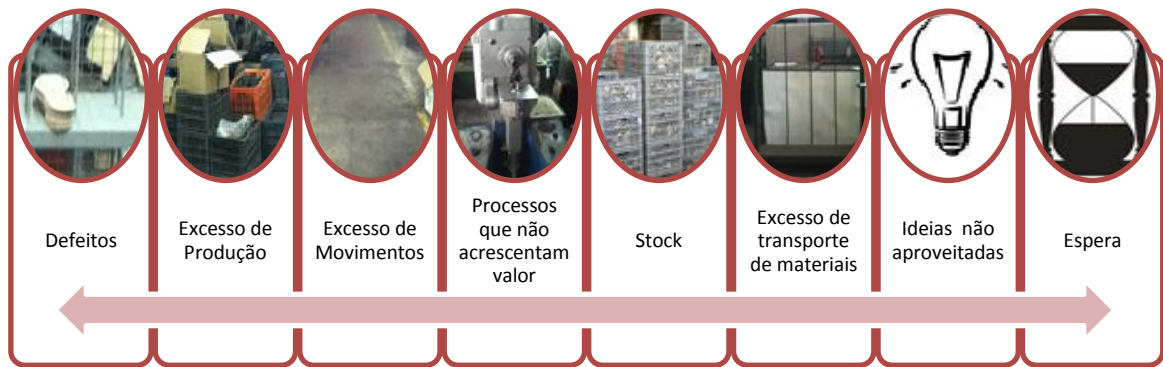 Defeitos
Excesso de
Produção
Excesso de
Movimentos
Processos
que não
acrescentam
valor
Stock
Excesso de
transporte
de materiais
Ideias não
aproveitadas
Espera